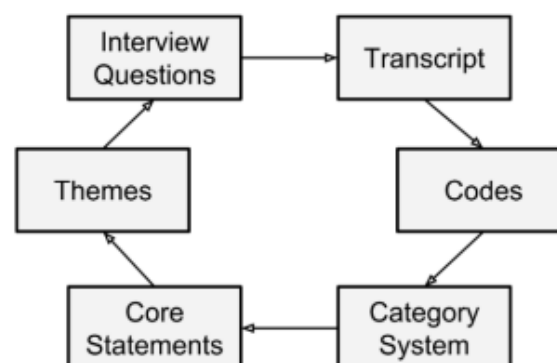 Interview
Questions
Transcript
Themes
Codes
Core
Statements
Category
System